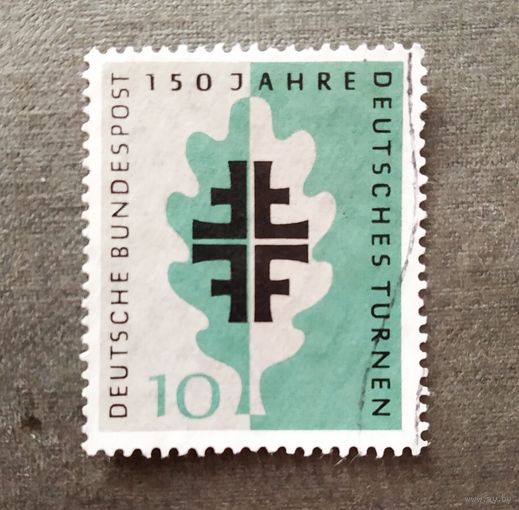 150 JAHRE
DEUTSCHES TURNEN
DEUTSCHE BUNDESPOST
10